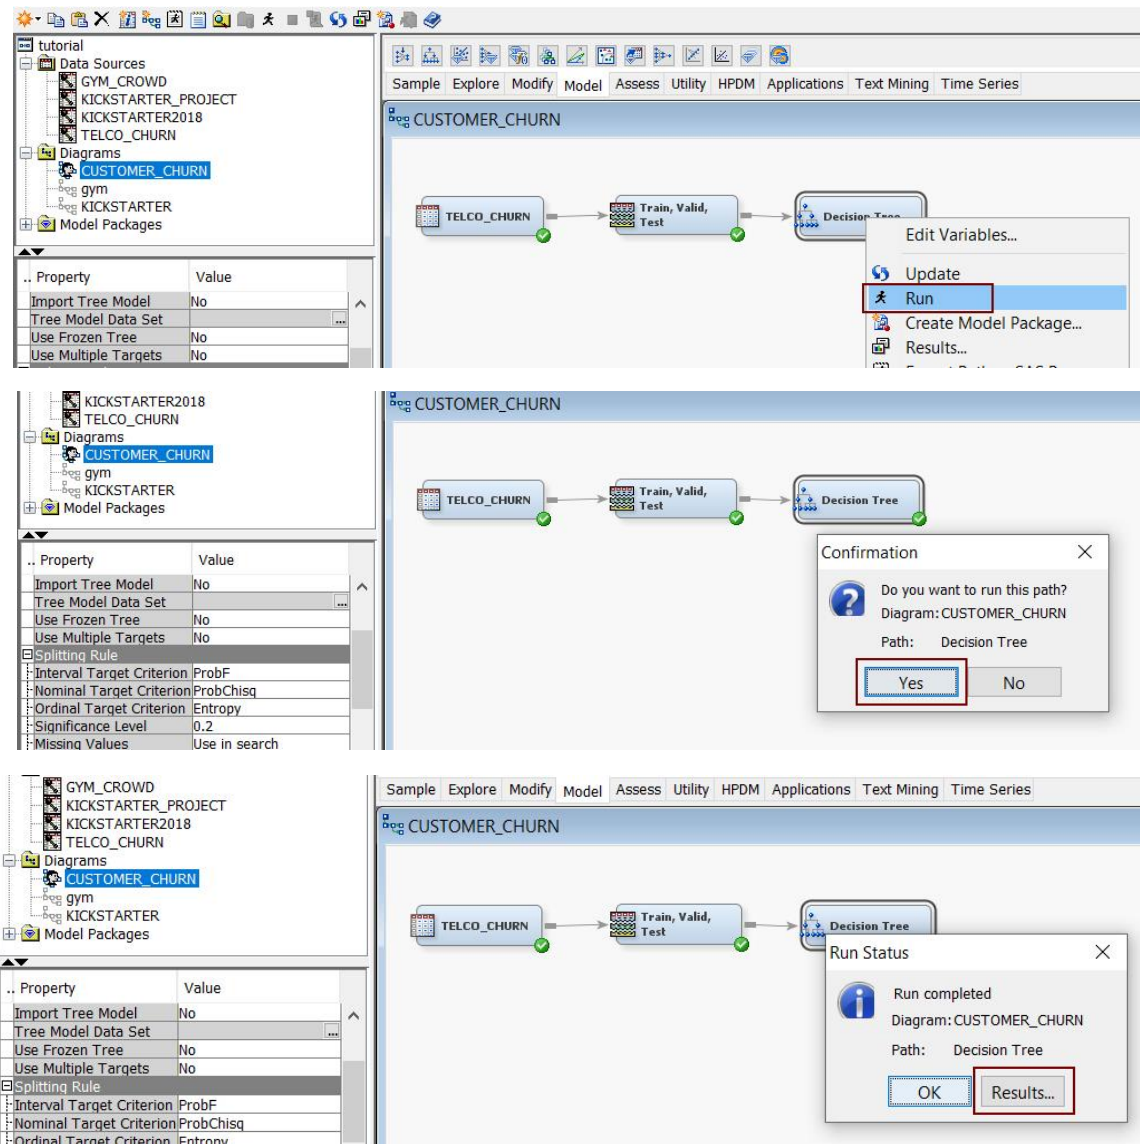 tutorial
Data Sources
GYM_CROWD
KICKSTARTER_PROJECT
KICKSTARTER2018
TELCO_CHURN
Diagrams
CUSTOMER_CHURN
gym
KICKSTARTER
Model Packages
.. Property Value
Import Tree Model No
Tree Model Data Set ...
Use Frozen Tree No
Use Multiple Targets No
Sample Explore Modify Model Assess Utility HPDM Applications Text Mining Time Series
CUSTOMER_CHURN
TELCO_CHURN
Train, Valid,
Test
Decision Tree
Edit Variables...
Update
Run
Create Model Package...
Results...
KICKSTARTER2018
TELCO_CHURN
Diagrams
CUSTOMER_CHURN
gym
KICKSTARTER
Model Packages
.. Property Value
Import Tree Model No
Tree Model Data Set ...
Use Frozen Tree No
Use Multiple Targets No
Splitting Rule
Interval Target Criterion ProbF
Nominal Target Criterion ProbChisq
Ordinal Target Criterion Entropy
Significance Level 0.2
Missing Values Use in search
CUSTOMER_CHURN
TELCO_CHURN
Train, Valid,
Test
Decision Tree
Confirmation
Do you want to run this path?
Diagram: CUSTOMER_CHURN
Path: Decision Tree
Yes No
GYM_CROWD
KICKSTARTER_PROJECT
KICKSTARTER2018
TELCO_CHURN
Diagrams
CUSTOMER_CHURN
gym
KICKSTARTER
Model Packages
.. Property Value
Import Tree Model No
Tree Model Data Set ...
Use Frozen Tree No
Use Multiple Targets No
Splitting Rule
Interval Target Criterion ProbF
Nominal Target Criterion ProbChisq
Ordinal Target Criterion Entropy
Sample Explore Modify Model Assess Utility HPDM Applications Text Mining Time Series
CUSTOMER_CHURN
TELCO_CHURN
Train, Valid,
Test
Decision Tree
Run Status
Run completed
Diagram: CUSTOMER_CHURN
Path: Decision Tree
OK Results...